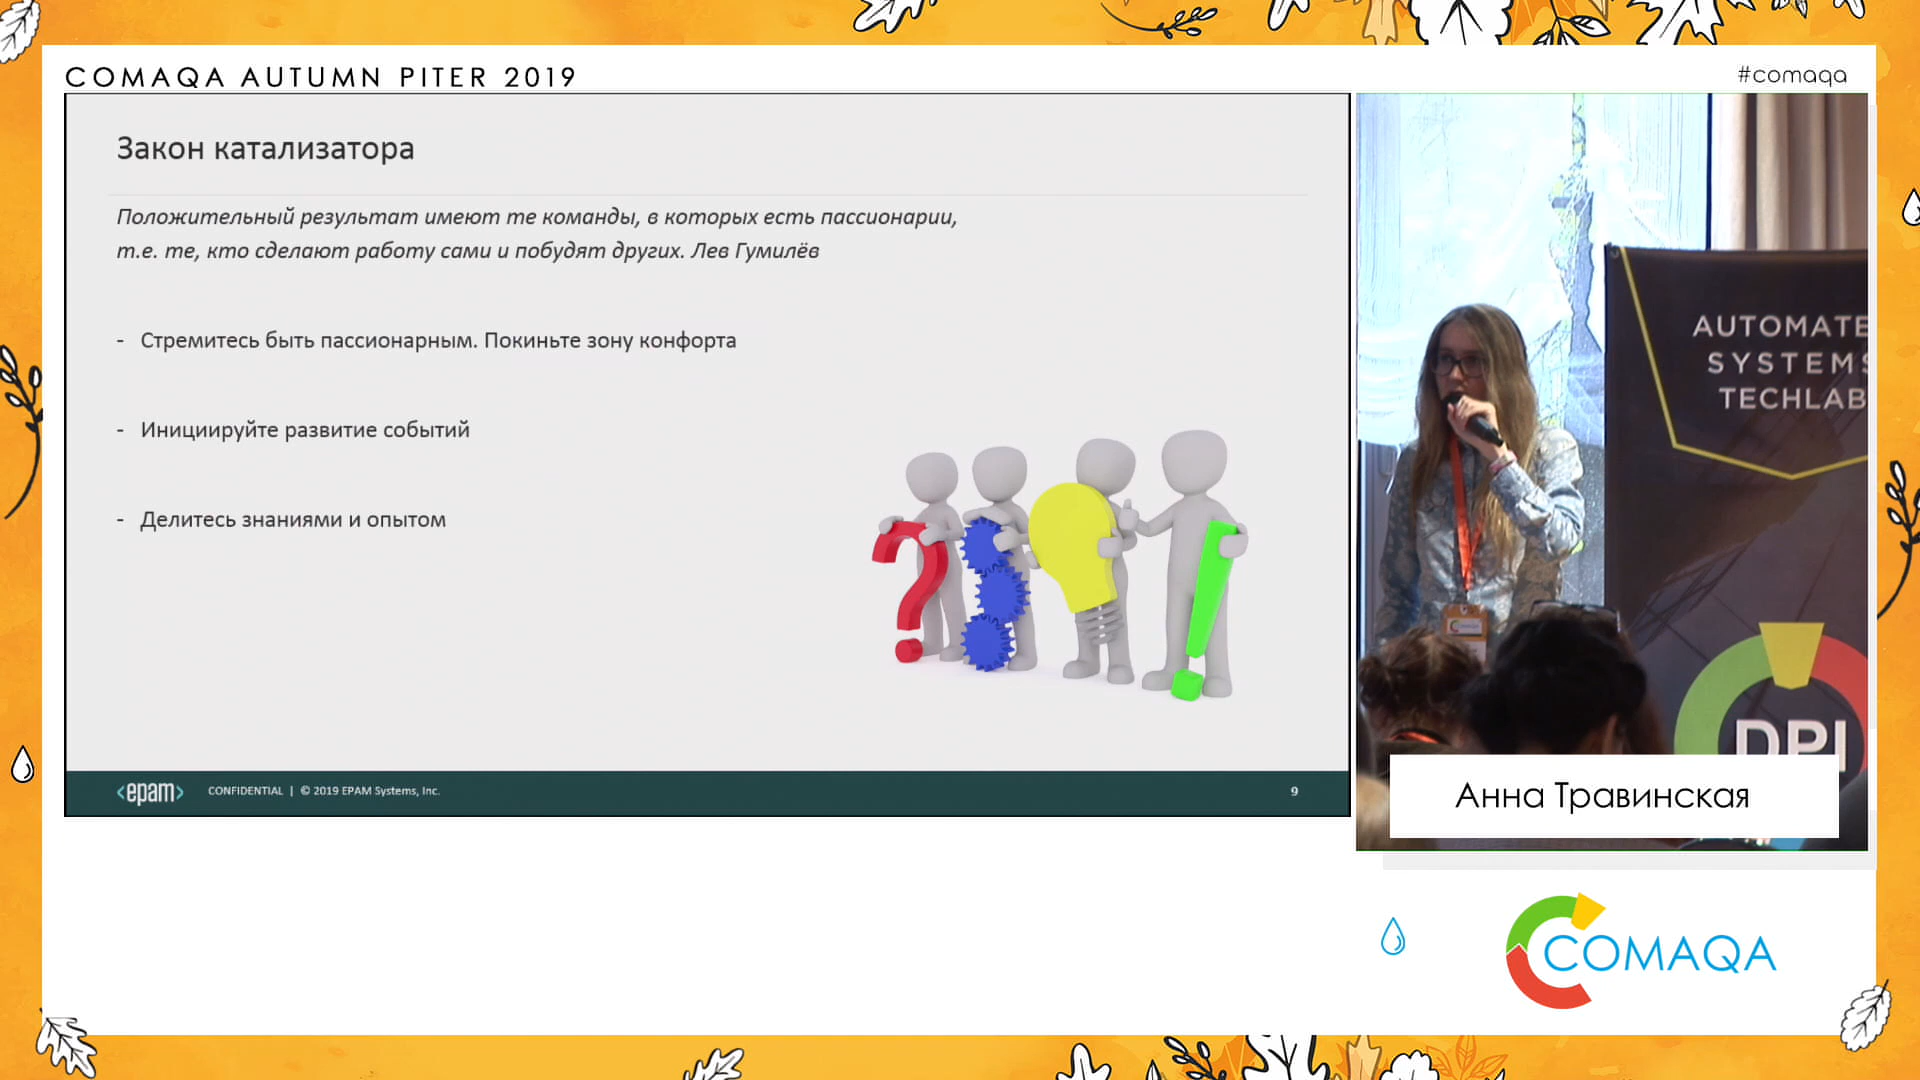 COMAQA AUTUMN PITER 2019
#comaqa
Закон катализатора
Положительный результат имеют те команды, в которых есть пассионарии,
т.е. те, кто сделают работу сами и побудят других. Лев Гумилёв
- Стремитесь быть пассионарным. Покиньте зону конфорта
- Инициируйте развитие событий
- Делитесь знаниями и опытом
<epam>
CONFIDENTIAL | © 2019 EPAM Systems, Inc.
9
AUTOMATE
SYSTEMS
TECHLAB
DPI
Анна Травинская
COMAQA